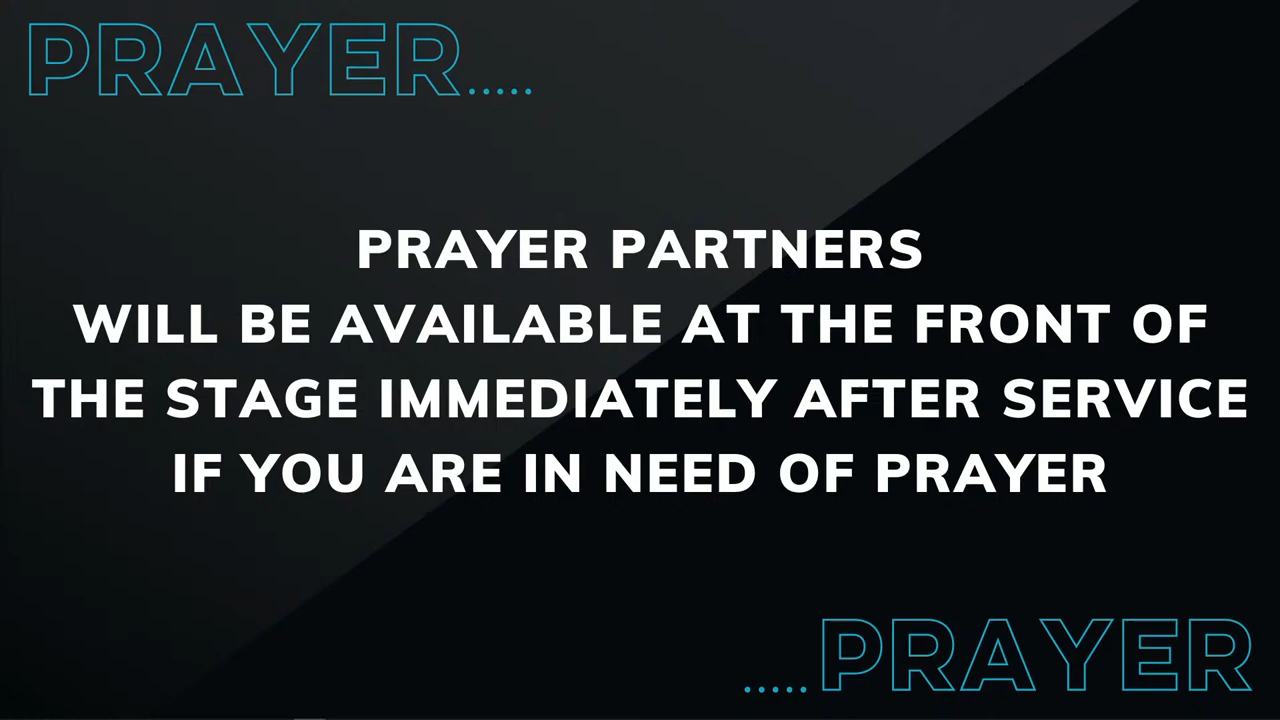 PRAYER.....
PRAYER PARTNERS
WILL BE AVAILABLE AT THE FRONT OF
THE STAGE IMMEDIATELY AFTER SERVICE
IF YOU ARE IN NEED OF PRAYER
.....PRAYER